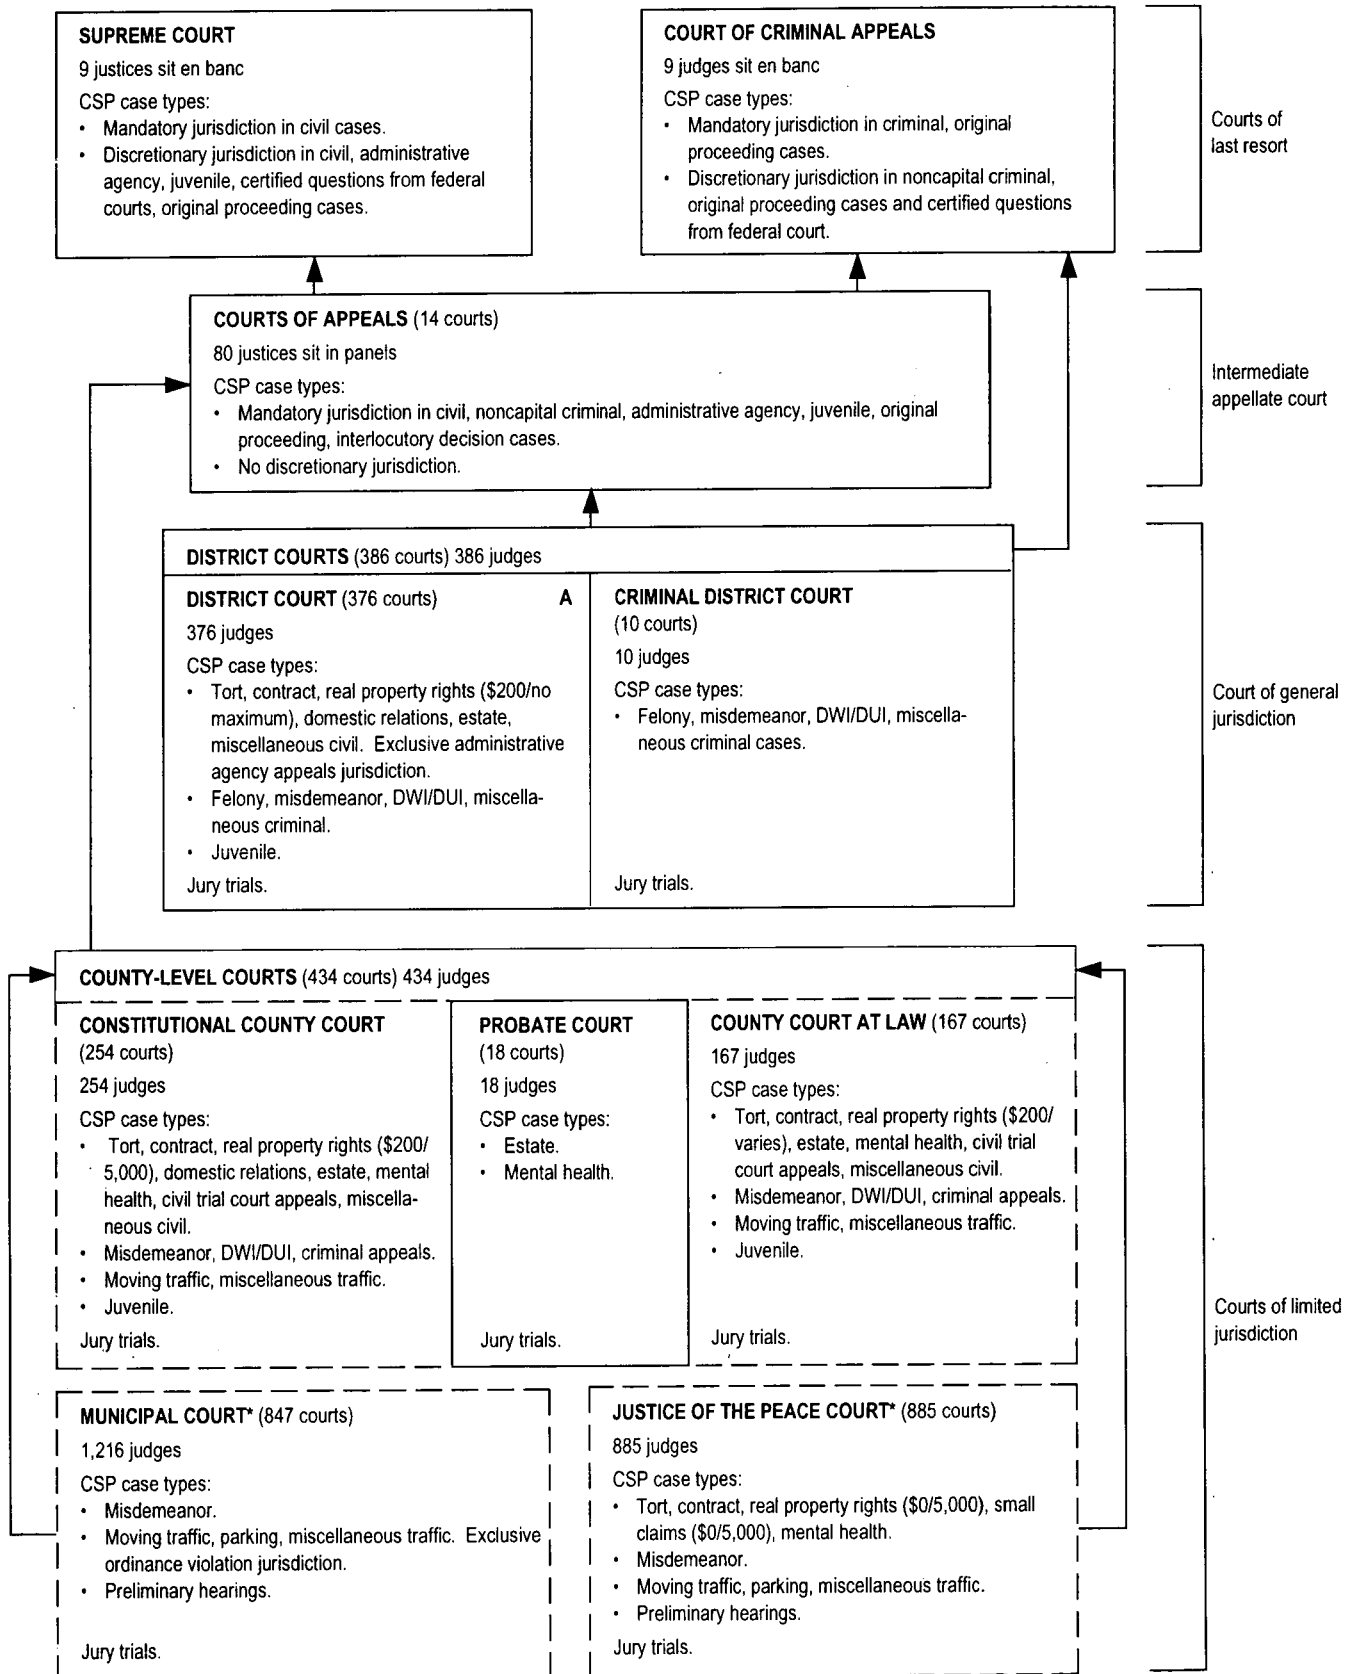 SUPREME COURT
9 justices sit en banc
CSP case types:
• Mandatory jurisdiction in civil cases.
• Discretionary jurisdiction in civil, administrative
agency, juvenile, certified questions from federal
courts, original proceeding cases.
COURT OF CRIMINAL APPEALS
9 judges sit en banc
CSP case types:
• Mandatory jurisdiction in criminal, original
proceeding cases.
• Discretionary jurisdiction in noncapital criminal,
original proceeding cases and certified questions
from federal court.
Courts of
last resort
COURTS OF APPEALS (14 courts)
80 justices sit in panels
CSP case types:
• Mandatory jurisdiction in civil, noncapital criminal, administrative agency, juvenile, original
proceeding, interlocutory decision cases.
• No discretionary jurisdiction.
Intermediate
appellate court
DISTRICT COURTS (386 courts) 386 judges
DISTRICT COURT (376 courts) A
376 judges
CSP case types:
• Tort, contract, real property rights ($200/no
maximum), domestic relations, estate,
miscellaneous civil. Exclusive administrative
agency appeals jurisdiction.
• Felony, misdemeanor, DWI/DUI, miscella-
neous criminal.
• Juvenile.
Jury trials.
CRIMINAL DISTRICT COURT
(10 courts)
10 judges
CSP case types:
• Felony, misdemeanor, DWI/DUI, miscella-
neous criminal cases.
Jury trials.
Court of general
jurisdiction
COUNTY-LEVEL COURTS (434 courts) 434 judges
CONSTITUTIONAL COUNTY COURT
(254 courts)
254 judges
CSP case types:
• Tort, contract, real property rights ($200/
5,000), domestic relations, estate, mental
health, civil trial court appeals, miscella-
neous civil.
• Misdemeanor, DWI/DUI, criminal appeals.
• Moving traffic, miscellaneous traffic.
• Juvenile.
Jury trials.
PROBATE COURT
(18 courts)
18 judges
CSP case types:
• Estate.
• Mental health.
Jury trials.
COUNTY COURT AT LAW (167 courts)
167 judges
CSP case types:
• Tort, contract, real property rights ($200/
varies), estate, mental health, civil trial
court appeals, miscellaneous civil.
• Misdemeanor, DWI/DUI, criminal appeals.
• Moving traffic, miscellaneous traffic.
• Juvenile.
Jury trials.
Courts of limited
jurisdiction
MUNICIPAL COURT* (847 courts)
1,216 judges
CSP case types:
• Misdemeanor.
• Moving traffic, parking, miscellaneous traffic. Exclusive
ordinance violation jurisdiction.
• Preliminary hearings.
Jury trials.
JUSTICE OF THE PEACE COURT* (885 courts)
885 judges
CSP case types:
• Tort, contract, real property rights ($0/5,000), small
claims ($0/5,000), mental health.
• Misdemeanor.
• Moving traffic, parking, miscellaneous traffic.
• Preliminary hearings.
Jury trials.